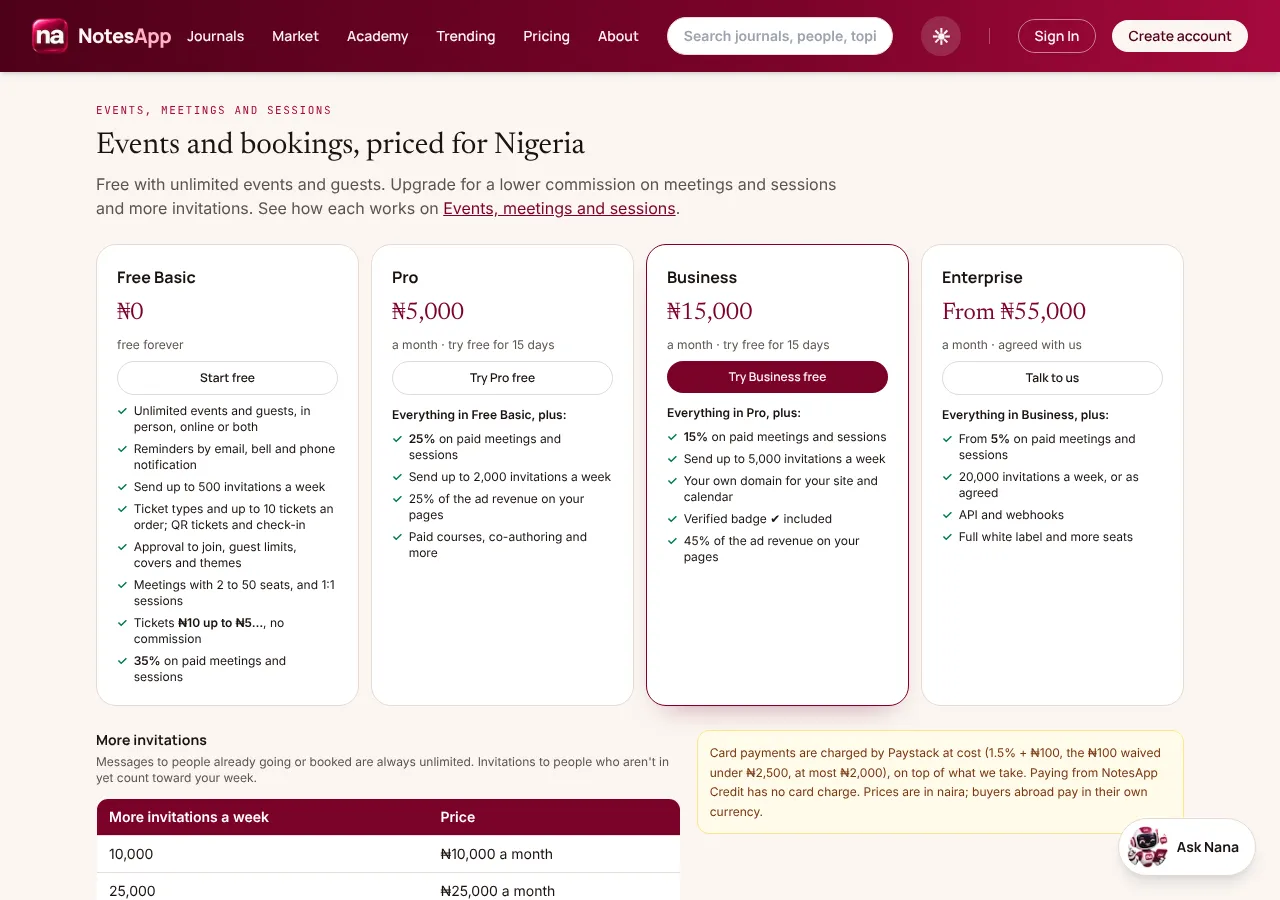 na NotesApp Journals Market Academy Trending Pricing About Search journals, people, topi Sign In Create account
EVENTS, MEETINGS AND SESSIONS
Events and bookings, priced for Nigeria
Free with unlimited events and guests. Upgrade for a lower commission on meetings and sessions
and more invitations. See how each works on Events, meetings and sessions.
Free Basic
₦0
free forever
Start free
✓ Unlimited events and guests, in
person, online or both
✓ Reminders by email, bell and phone
notification
✓ Send up to 500 invitations a week
✓ Ticket types and up to 10 tickets an
order; QR tickets and check-in
✓ Approval to join, guest limits,
covers and themes
✓ Meetings with 2 to 50 seats, and 1:1
sessions
✓ Tickets ₦10 up to ₦5..., no
commission
✓ 35% on paid meetings and
sessions
Pro
₦5,000
a month · try free for 15 days
Try Pro free
Everything in Free Basic, plus:
✓ 25% on paid meetings and
sessions
✓ Send up to 2,000 invitations a week
✓ 25% of the ad revenue on your
pages
✓ Paid courses, co-authoring and
more
Business
₦15,000
a month · try free for 15 days
Try Business free
Everything in Pro, plus:
✓ 15% on paid meetings and sessions
✓ Send up to 5,000 invitations a week
✓ Your own domain for your site and
calendar
✓ Verified badge ✔ included
✓ 45% of the ad revenue on your
pages
Enterprise
From ₦55,000
a month · agreed with us
Talk to us
Everything in Business, plus:
✓ From 5% on paid meetings and
sessions
✓ 20,000 invitations a week, or as
agreed
✓ API and webhooks
✓ Full white label and more seats
More invitations
Messages to people already going or booked are always unlimited. Invitations to people who aren't in
yet count toward your week.
More invitations a week Price
10,000 ₦10,000 a month
25,000 ₦25,000 a month
Card payments are charged by Paystack at cost (1.5% + ₦100, the ₦100 waived
under ₦2,500, at most ₦2,000), on top of what we take. Paying from NotesApp
Credit has no card charge. Prices are in naira; buyers abroad pay in their own
currency.
Ask Nana